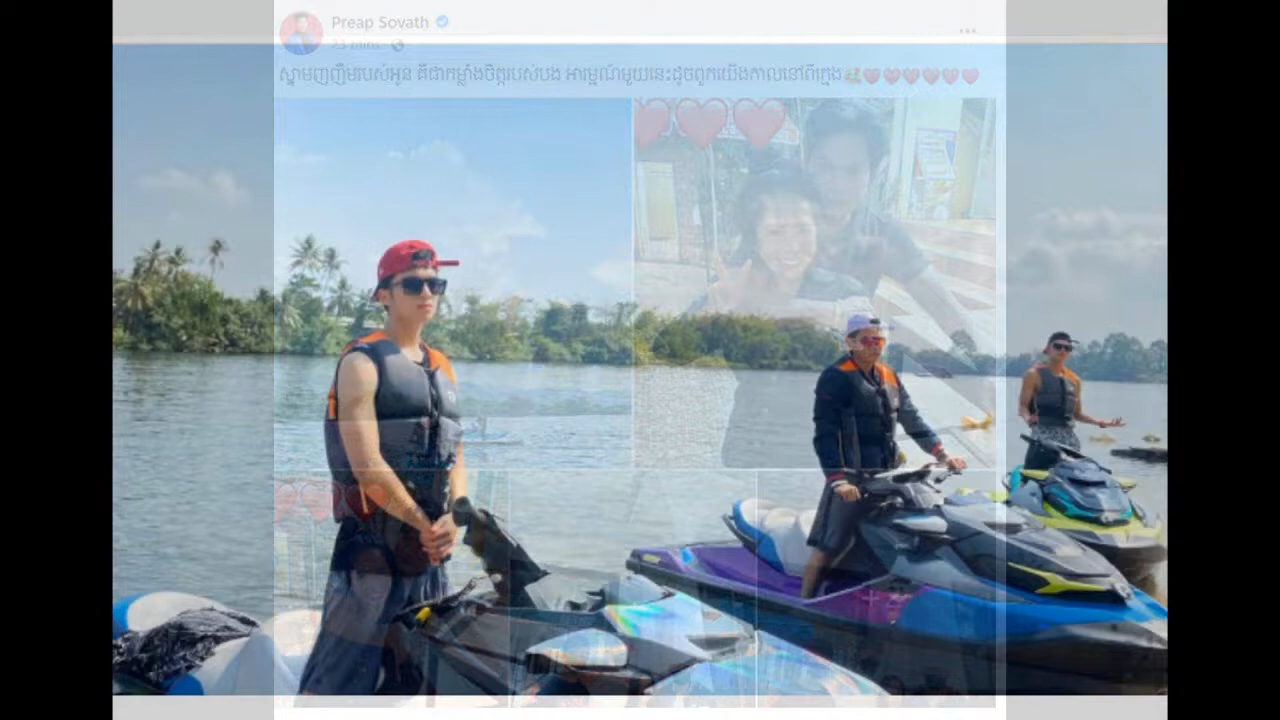 Preap Sovath
23 mins
ស្នាមញញឹមរបស់អូន គឺជាកម្លាំងចិត្តរបស់បង អារម្មណ៍មួយនេះដូចពួកយើងកាលនៅពីក្មេង